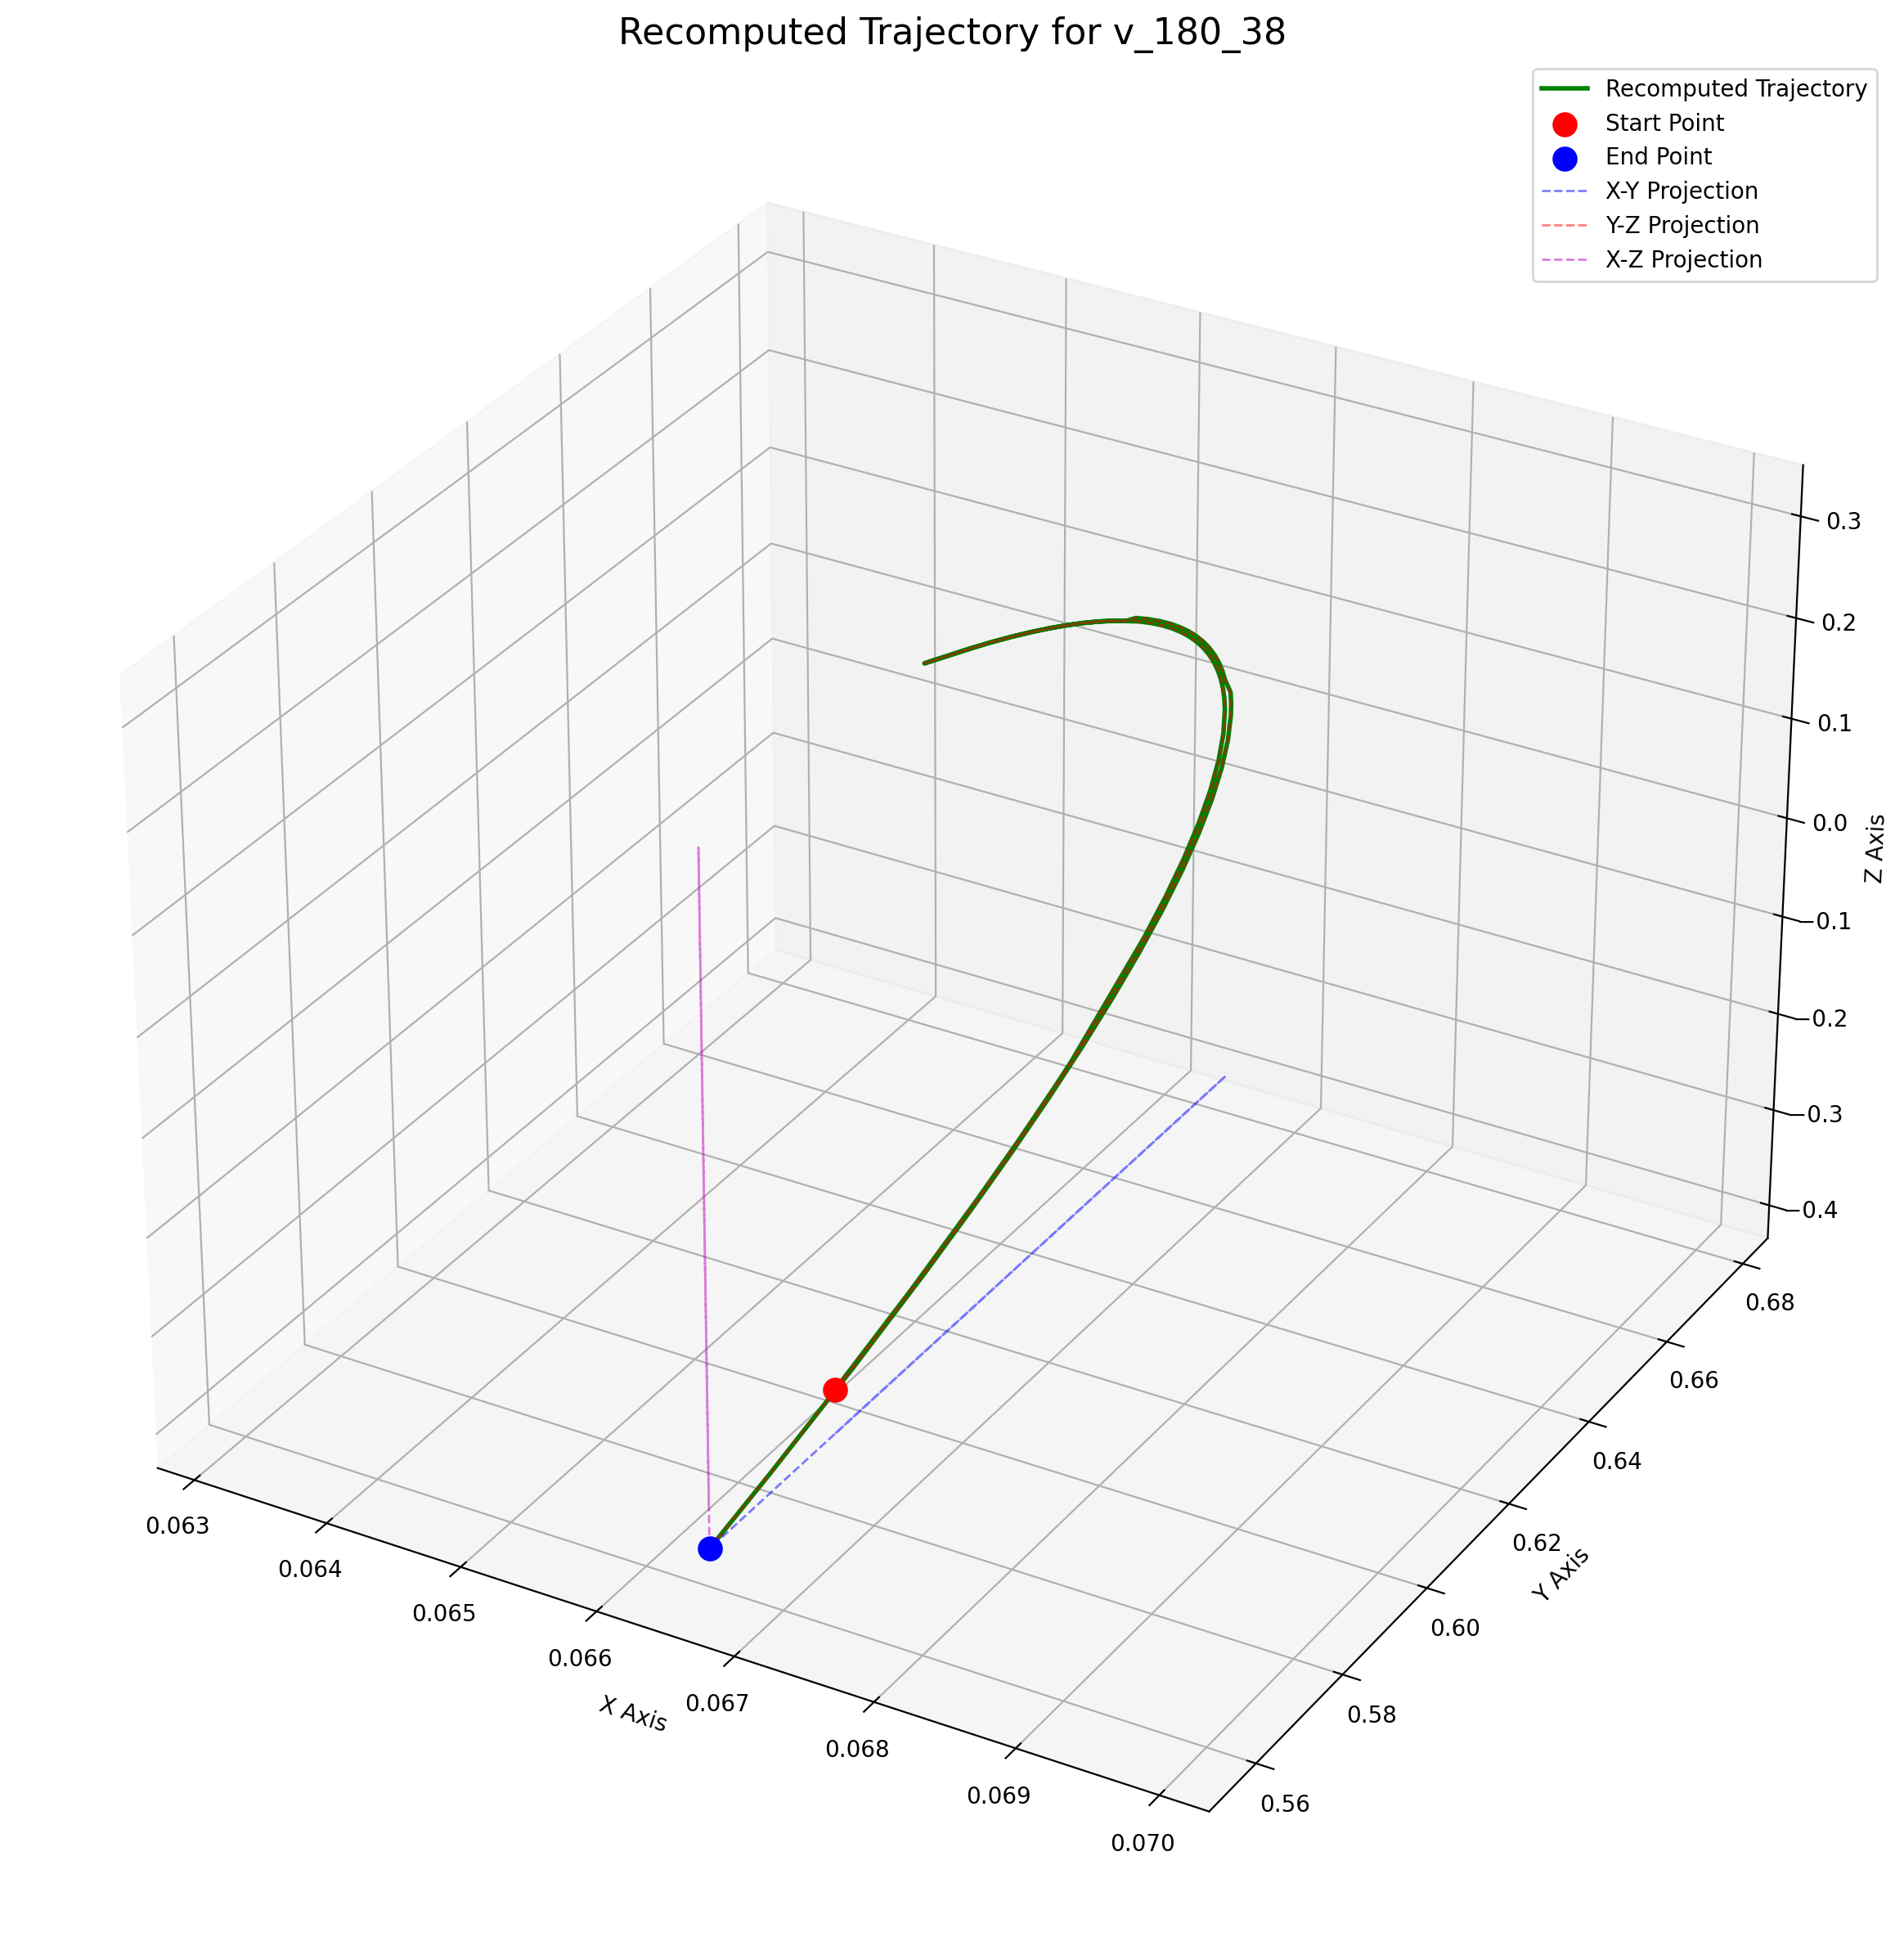 Recomputed Trajectory for v_180_38
Recomputed Trajectory
Start Point
End Point
X-Y Projection
Y-Z Projection
X-Z Projection
0.3
0.2
0.1
0.0
−0.1
−0.2
−0.3
−0.4
Z Axis
0.68
0.66
0.64
0.62
0.60
0.58
0.56
Y Axis
0.063
0.064
0.065
0.066
0.067
0.068
0.069
0.070
X Axis